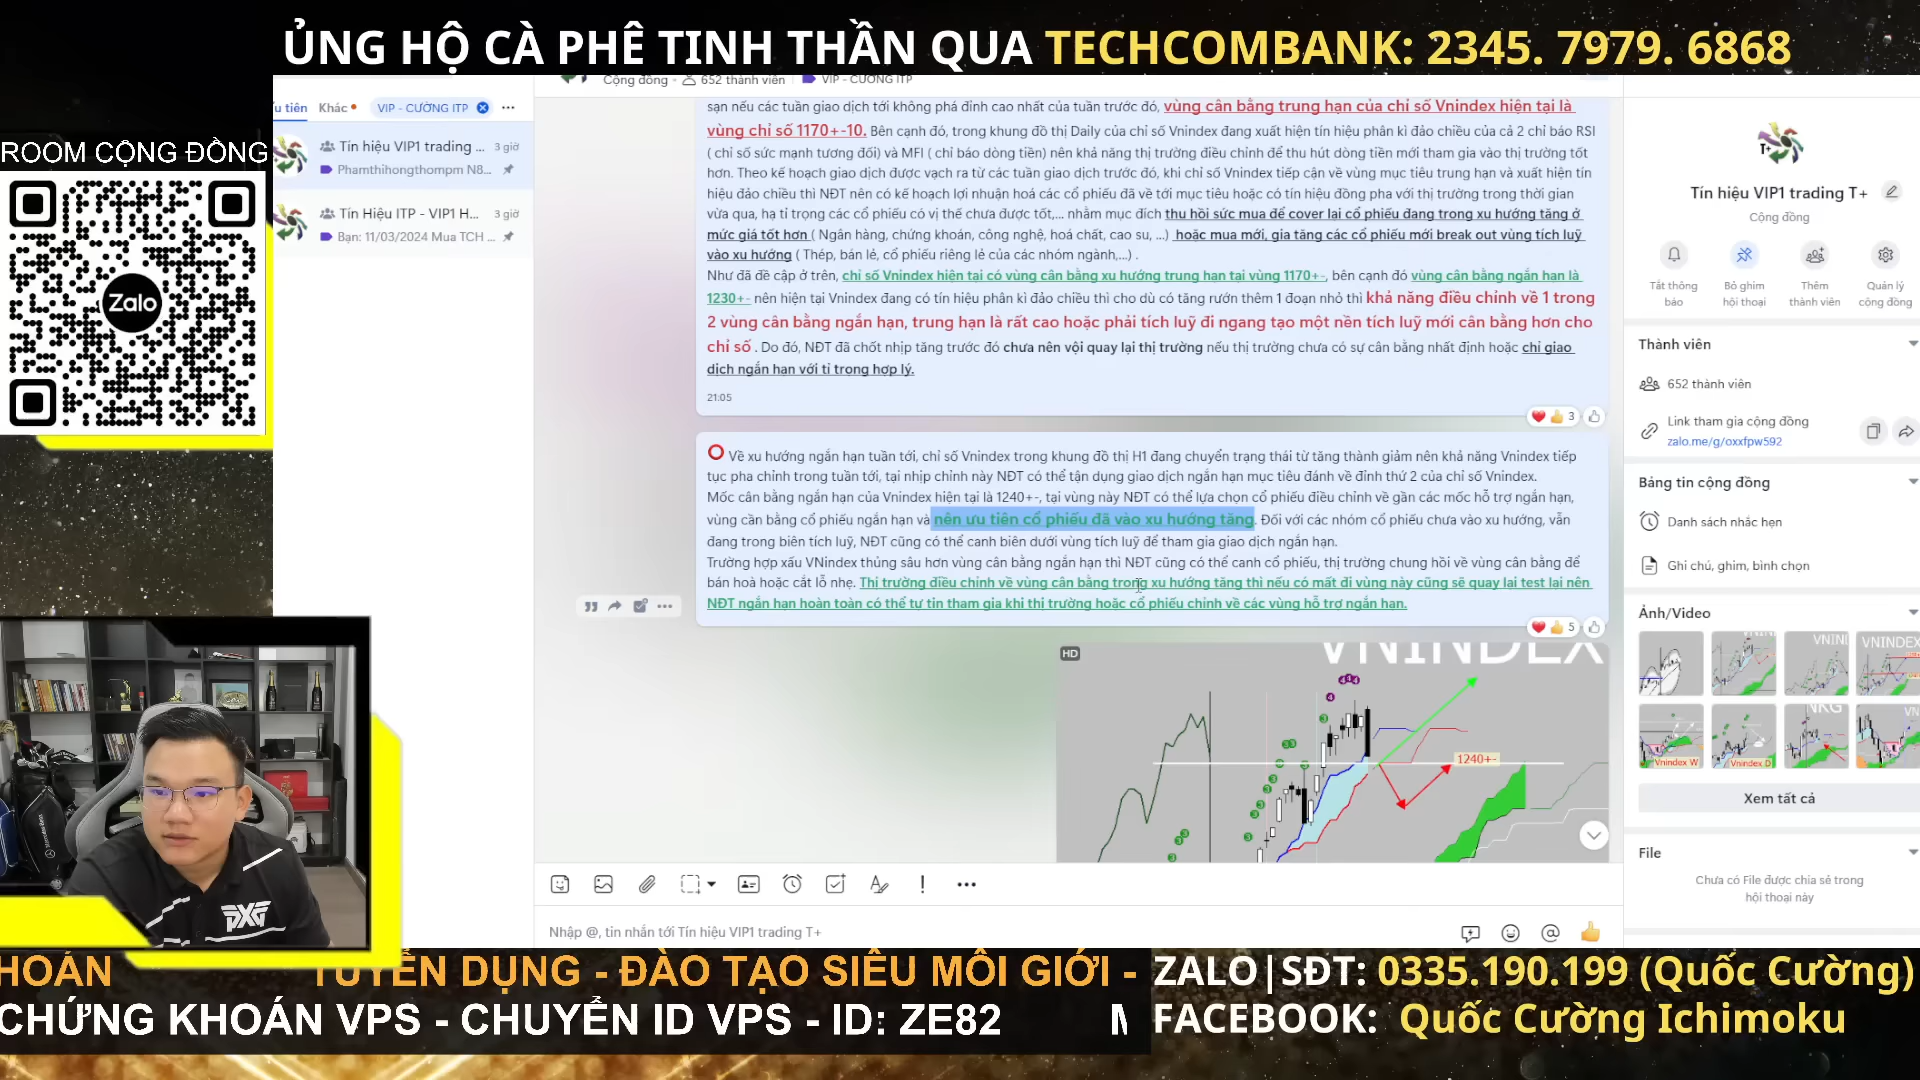 ỦNG HỘ CÀ PHÊ TINH THẦN QUA TECHCOMBANK: 2345. 7979. 6868
ROOM CỘNG ĐỒNG
Zalo
Khác
VIP - CƯỜNG ITP
Tín hiệu VIP1 trading ...
3 giờ
Phamthihongthompm N8...
Tín Hiệu ITP - VIP1 H...
3 giờ
Bạn: 11/03/2024 Mua TCH ...
Cộng đồng
652 thành viên
VIP - CƯỜNG ITP
sạn nếu các tuần giao dịch tới không phá đỉnh cao nhất của tuần trước đó, vùng cân bằng trung hạn của chỉ số Vnindex hiện tại là
vùng chỉ số 1170+-10. Bên cạnh đó, trong khung đồ thị Daily của chỉ số Vnindex đang xuất hiện tín hiệu phân kì đảo chiều của cả 2 chỉ báo RSI
( chỉ số sức mạnh tương đối) và MFI ( chỉ báo dòng tiền) nên khả năng thị trường điều chỉnh để thu hút dòng tiền mới tham gia vào thị trường tốt
hơn. Theo kế hoạch giao dịch được vạch ra từ các tuần giao dịch trước đó, khi chỉ số Vnindex tiếp cận về vùng mục tiêu trung hạn và xuất hiện tín
hiệu đảo chiều thì NĐT nên có kế hoạch lợi nhuận hoá các cổ phiếu đã về tới mục tiêu hoặc có tín hiệu đồng pha với thị trường trong thời gian
vừa qua, hạ tỉ trọng các cổ phiếu có vị thế chưa được tốt,... nhằm mục đích thu hồi sức mua để cover lại cổ phiếu đang trong xu hướng tăng ở
mức giá tốt hơn ( Ngân hàng, chứng khoán, công nghệ, hoá chất, cao su, ...) hoặc mua mới, gia tăng các cổ phiếu mới break out vùng tích luỹ
vào xu hướng ( Thép, bán lẻ, cổ phiếu riêng lẻ của các nhóm ngành,...) .
Như đã đề cập ở trên, chỉ số Vnindex hiện tại có vùng cân bằng xu hướng trung hạn tại vùng 1170+-, bên cạnh đó vùng cân bằng ngắn hạn là
1230+- nên hiện tại Vnindex đang có tín hiệu phân kì đảo chiều thì cho dù có tăng rướn thêm 1 đoạn nhỏ thì khả năng điều chỉnh về 1 trong
2 vùng cân bằng ngắn hạn, trung hạn là rất cao hoặc phải tích luỹ đi ngang tạo một nền tích luỹ mới cân bằng hơn cho
chỉ số . Do đó, NĐT đã chốt nhịp tăng trước đó chưa nên vội quay lại thị trường nếu thị trường chưa có sự cân bằng nhất định hoặc chỉ giao
dịch ngắn hạn với tỉ trọng hợp lý.
21:05
3
Về xu hướng ngắn hạn tuần tới, chỉ số Vnindex trong khung đồ thị H1 đang chuyển trạng thái từ tăng thành giảm nên khả năng Vnindex tiếp
tục pha chỉnh trong tuần tới, tại nhịp chỉnh này NĐT có thể tận dụng giao dịch ngắn hạn mục tiêu đánh về đỉnh thứ 2 của chỉ số Vnindex.
Mốc cân bằng ngắn hạn của Vnindex hiện tại là 1240+-, tại vùng này NĐT có thể lựa chọn cổ phiếu điều chỉnh về gần các mốc hỗ trợ ngắn hạn,
vùng cần bằng cổ phiếu ngắn hạn và nên ưu tiên cổ phiếu đã vào xu hướng tăng. Đối với các nhóm cổ phiếu chưa vào xu hướng, vẫn
đang trong biên tích luỹ, NĐT cũng có thể canh biên dưới vùng tích luỹ để tham gia giao dịch ngắn hạn.
Trường hợp xấu VNindex thủng sâu hơn vùng cân bằng ngắn hạn thì NĐT cũng có thể canh cổ phiếu, thị trường chung hồi về vùng cân bằng để
bán hoà hoặc cắt lỗ nhẹ. Thị trường điều chỉnh về vùng cân bằng trong xu hướng tăng thì nếu có mất đi vùng này cũng sẽ quay lại test lại nên
NĐT ngắn hạn hoàn toàn có thể tự tin tham gia khi thị trường hoặc cổ phiếu chỉnh về các vùng hỗ trợ ngắn hạn.
5
HD
VNINDEX
1240+-
Nhập @, tin nhắn tới Tín hiệu VIP1 trading T+
Tín hiệu VIP1 trading T+
Cộng đồng
Tắt thông báo
Bỏ ghim hội thoại
Thêm thành viên
Quản lý cộng đồng
Thành viên
652 thành viên
Link tham gia cộng đồng
zalo.me/g/oxxfpw592
Bảng tin cộng đồng
Danh sách nhắc hẹn
Ghi chú, ghim, bình chọn
Ảnh/Video
VNINDEX
NKG
Vnindex W
Vnindex D
Xem tất cả
File
Chưa có File được chia sẻ trong
hội thoại này
PXG
TUYỂN DỤNG - ĐÀO TẠO SIÊU MÔI GIỚI -
CHỨNG KHOÁN VPS - CHUYỂN ID VPS - ID: ZE82
ZALO|SĐT: 0335.190.199 (Quốc Cường)
FACEBOOK: Quốc Cường Ichimoku